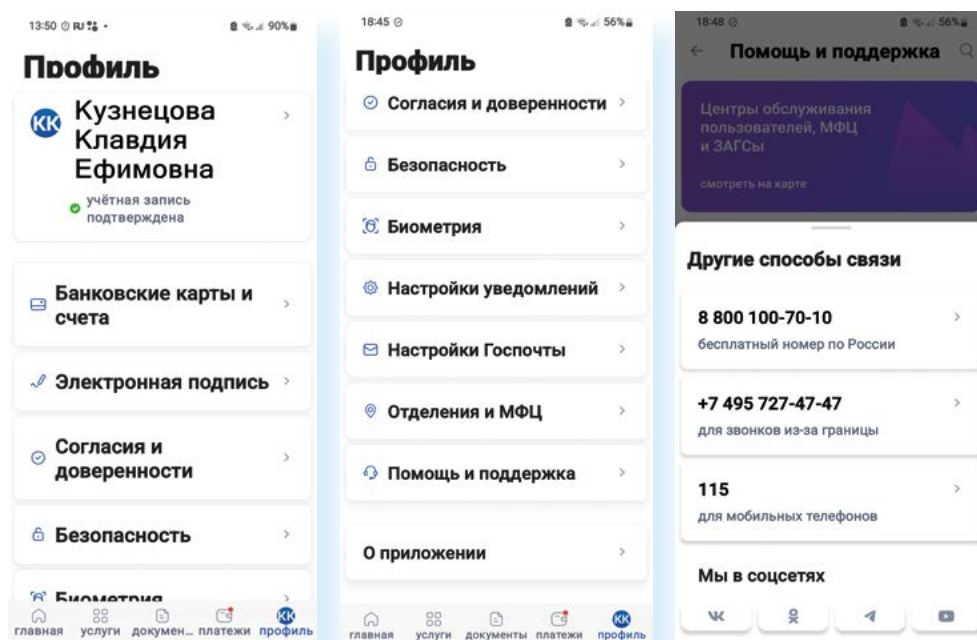 13:50
90%
Профиль
КК
Кузнецова
Клавдия
Ефимовна
учётная запись
подтверждена
Банковские карты и
счета
Электронная подпись
Согласия и
доверенности
Безопасность
Биометрия
главная услуги докумен... платежи профиль
КК
18:45
56%
Профиль
Согласия и доверенности
Безопасность
Биометрия
Настройки уведомлений
Настройки Госпочты
Отделения и МФЦ
Помощь и поддержка
О приложении
КК
главная услуги документы платежи профиль
18:48
56%
Помощь и поддержка
Центры обслуживания
пользователей, МФЦ
и ЗАГСы
смотреть на карте
Другие способы связи
8 800 100-70-10
бесплатный номер по России
+7 495 727-47-47
для звонков из-за границы
115
для мобильных телефонов
Мы в соцсетях